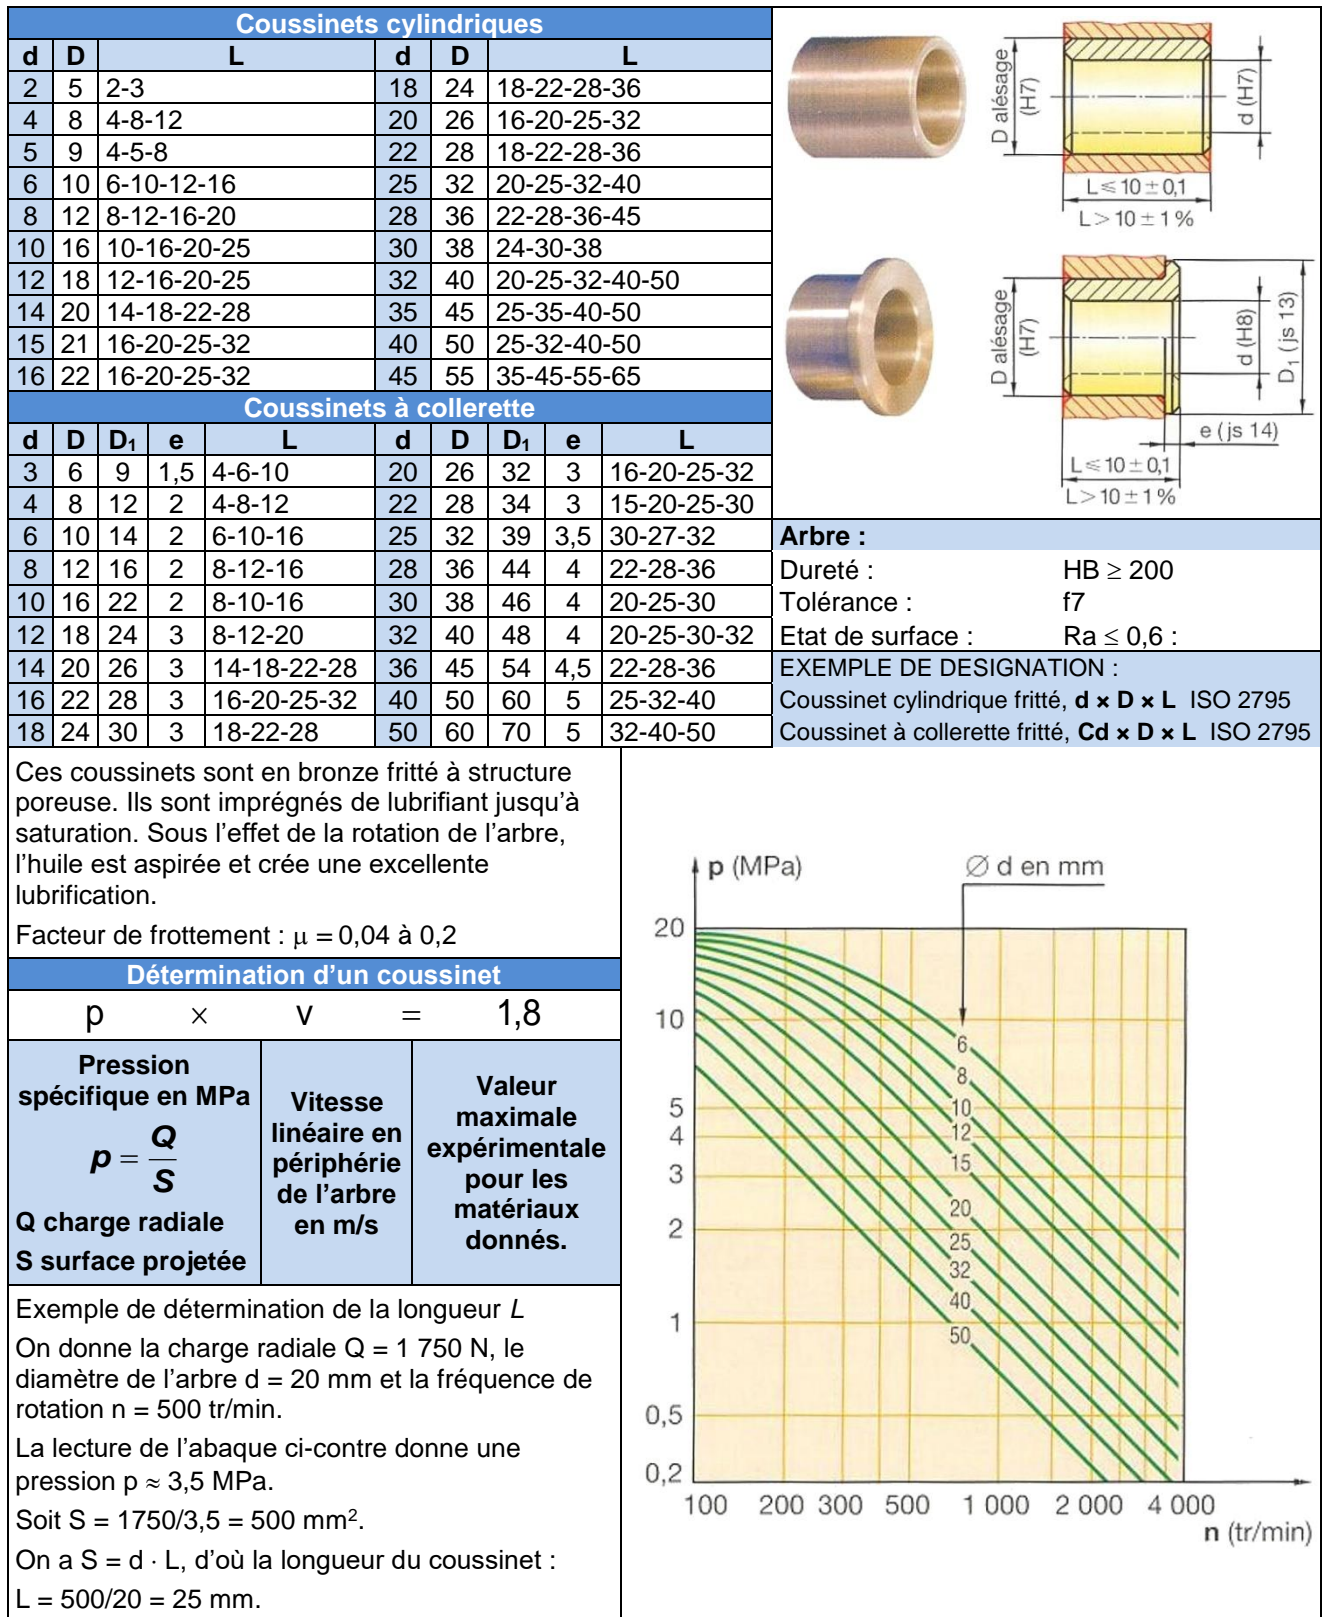 Coussinets cylindriques
d D L d D L
2 5 2-3 18 24 18-22-28-36
4 8 4-8-12 20 26 16-20-25-32
5 9 4-5-8 22 28 18-22-28-36
6 10 6-10-12-16 25 32 20-25-32-40
8 12 8-12-16-20 28 36 22-28-36-45
10 16 10-16-20-25 30 38 24-30-38
12 18 12-16-20-25 32 40 20-25-32-40-50
14 20 14-18-22-28 35 45 25-35-40-50
15 21 16-20-25-32 40 50 25-32-40-50
16 22 16-20-25-32 45 55 35-45-55-65
D alésage
(H7)
d (H7)
L ≤ 10 ± 0,1
L > 10 ± 1 %
D alésage
(H7)
d (H8)
D1 (js 13)
e (js 14)
L ≤ 10 ± 0,1
L > 10 ± 1 %
Coussinets à collerette
d D D1 e L d D D1 e L
3 6 9 1,5 4-6-10 20 26 32 3 16-20-25-32
4 8 12 2 4-8-12 22 28 34 3 15-20-25-30
6 10 14 2 6-10-16 25 32 39 3,5 30-27-32
8 12 16 2 8-12-16 28 36 44 4 22-28-36
10 16 22 2 8-10-16 30 38 46 4 20-25-30
12 18 24 3 8-12-20 32 40 48 4 20-25-30-32
14 20 26 3 14-18-22-28 36 45 54 4,5 22-28-36
16 22 28 3 16-20-25-32 40 50 60 5 25-32-40
18 24 30 3 18-22-28 50 60 70 5 32-40-50
Arbre :
Dureté : HB ≥ 200
Tolérance : f7
Etat de surface : Ra ≤ 0,6 :
EXEMPLE DE DESIGNATION :
Coussinet cylindrique fritté, d × D × L ISO 2795
Coussinet à collerette fritté, Cd × D × L ISO 2795
Ces coussinets sont en bronze fritté à structure
poreuse. Ils sont imprégnés de lubrifiant jusqu'à
saturation. Sous l'effet de la rotation de l'arbre,
l'huile est aspirée et crée une excellente
lubrification.
Facteur de frottement : μ = 0,04 à 0,2
Détermination d'un coussinet
p × v = 1,8
Pression
spécifique en MPa
p = Q/S
Q charge radiale
S surface projetée
Vitesse
linéaire en
périphérie
de l'arbre
en m/s
Valeur
maximale
expérimentale
pour les
matériaux
donnés.
Exemple de détermination de la longueur L
On donne la charge radiale Q = 1 750 N, le
diamètre de l'arbre d = 20 mm et la fréquence de
rotation n = 500 tr/min.
La lecture de l'abaque ci-contre donne une
pression p ≈ 3,5 MPa.
Soit S = 1750/3,5 = 500 mm².
On a S = d · L, d'où la longueur du coussinet :
L = 500/20 = 25 mm.
p (MPa)
Ø d en mm
20
10
5
4
3
2
1
0,5
0,2
6
8
10
12
15
20
25
32
40
50
100 200 300 500 1 000 2 000 4 000
n (tr/min)